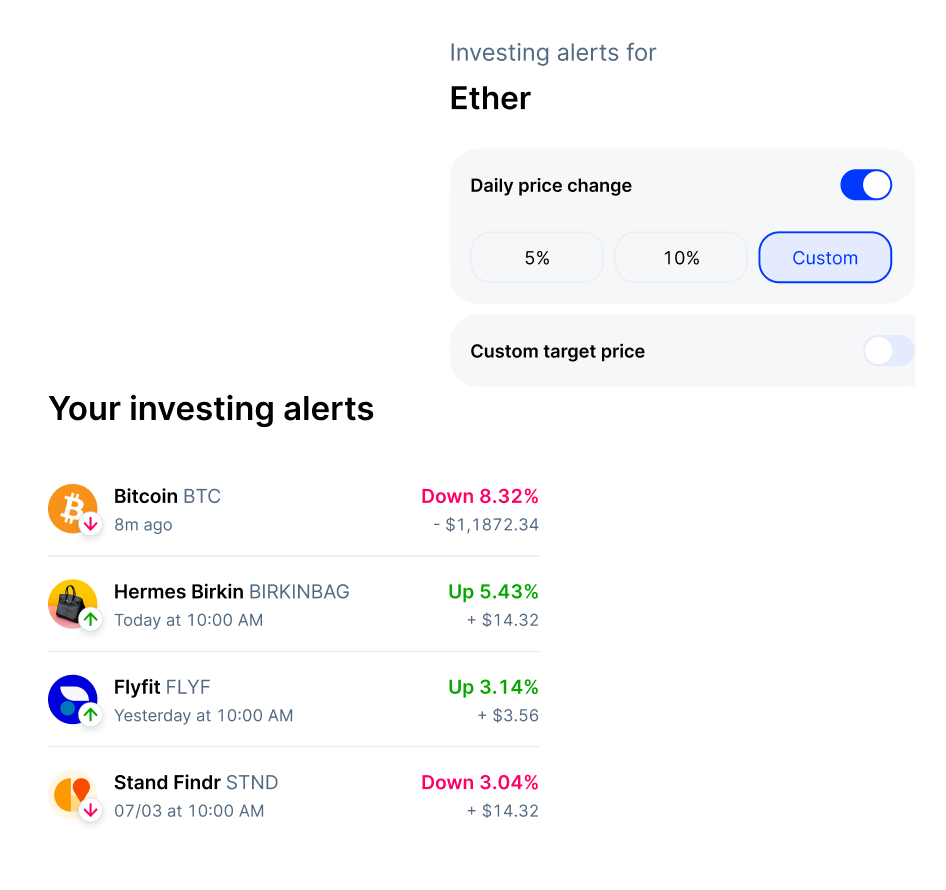 Investing alerts for
Ether
Daily price change
5% 10% Custom
Custom target price
Your investing alerts
Bitcoin BTC Down 8.32%
8m ago - $1,1872.34
Hermes Birkin BIRKINBAG Up 5.43%
Today at 10:00 AM + $14.32
Flyfit FLYF Up 3.14%
Yesterday at 10:00 AM + $3.56
Stand Findr STND Down 3.04%
07/03 at 10:00 AM + $14.32